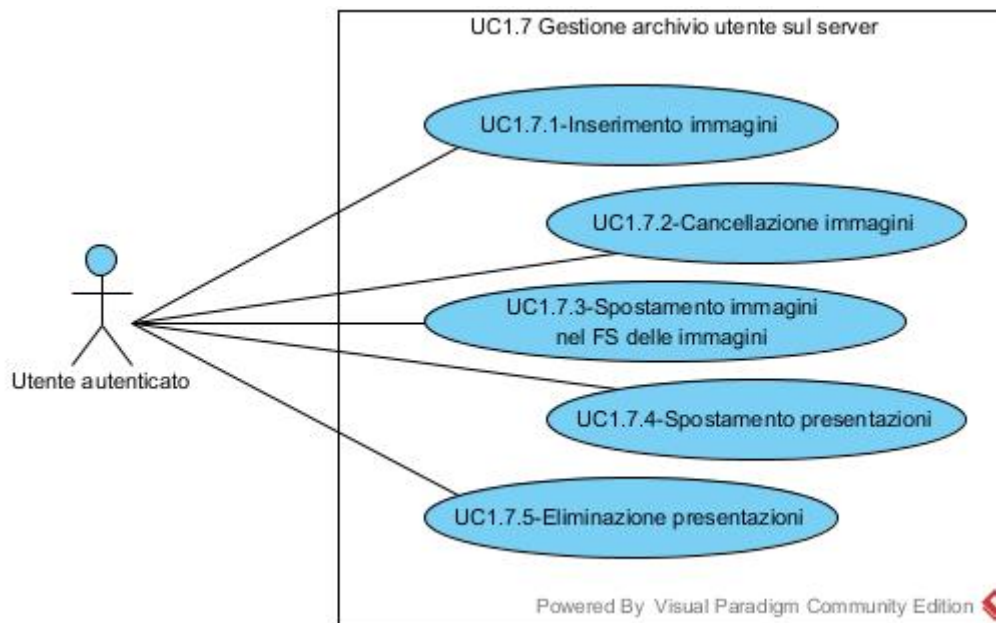 UC1.7 Gestione archivio utente sul server
UC1.7.1-Inserimento immagini
UC1.7.2-Cancellazione immagini
UC1.7.3-Spostamento immagini
nel FS delle immagini
Utente autenticato
UC1.7.4-Spostamento presentazioni
UC1.7.5-Eliminazione presentazioni
Powered By Visual Paradigm Community Edition